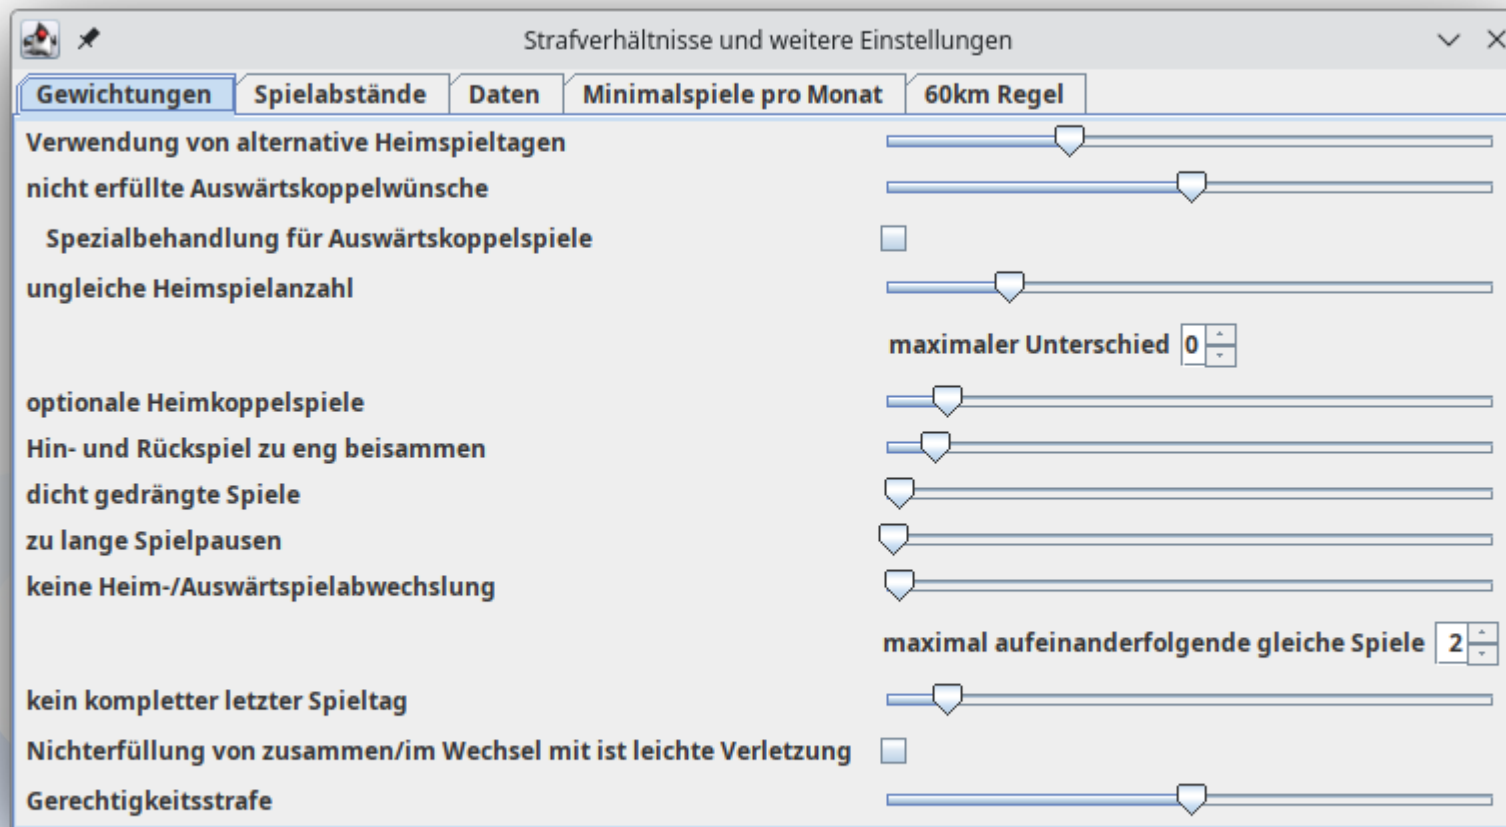 Strafverhältnisse und weitere Einstellungen
Gewichtungen Spielabstände Daten Minimalspiele pro Monat 60km Regel
Verwendung von alternative Heimspieltagen
nicht erfüllte Auswärtskoppelwünsche
Spezialbehandlung für Auswärtskoppelspiele
ungleiche Heimspielanzahl
maximaler Unterschied 0
optionale Heimkoppelspiele
Hin- und Rückspiel zu eng beisammen
dicht gedrängte Spiele
zu lange Spielpausen
keine Heim-/Auswärtspielabwechslung
maximal aufeinanderfolgende gleiche Spiele 2
kein kompletter letzter Spieltag
Nichterfüllung von zusammen/im Wechsel mit ist leichte Verletzung
Gerechtigkeitsstrafe